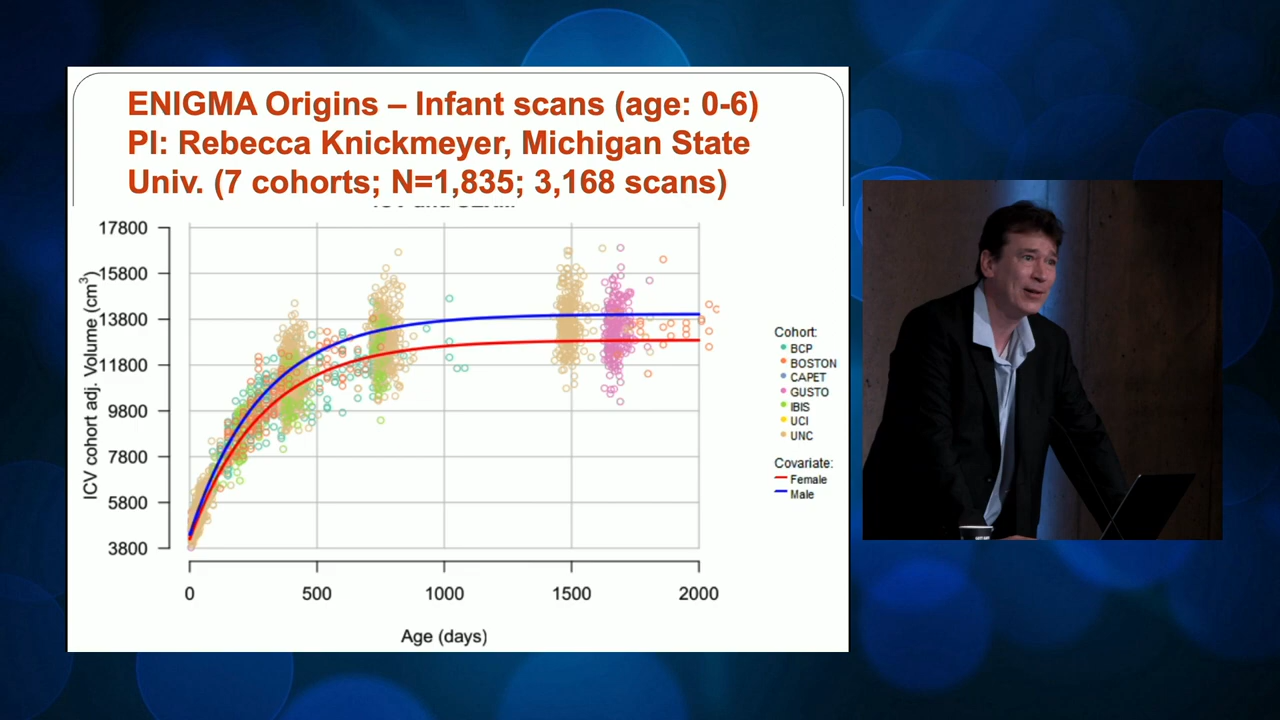 ENIGMA Origins – Infant scans (age: 0-6)
PI: Rebecca Knickmeyer, Michigan State
Univ. (7 cohorts; N=1,835; 3,168 scans)
17800
15800
13800
11800
9800
7800
5800
3800
ICV cohort adj. Volume (cm³)
0
500
1000
1500
2000
Age (days)
Cohort:
BCP
BOSTON
CAPET
GUSTO
IBIS
UCI
UNC
Covariate:
Female
Male